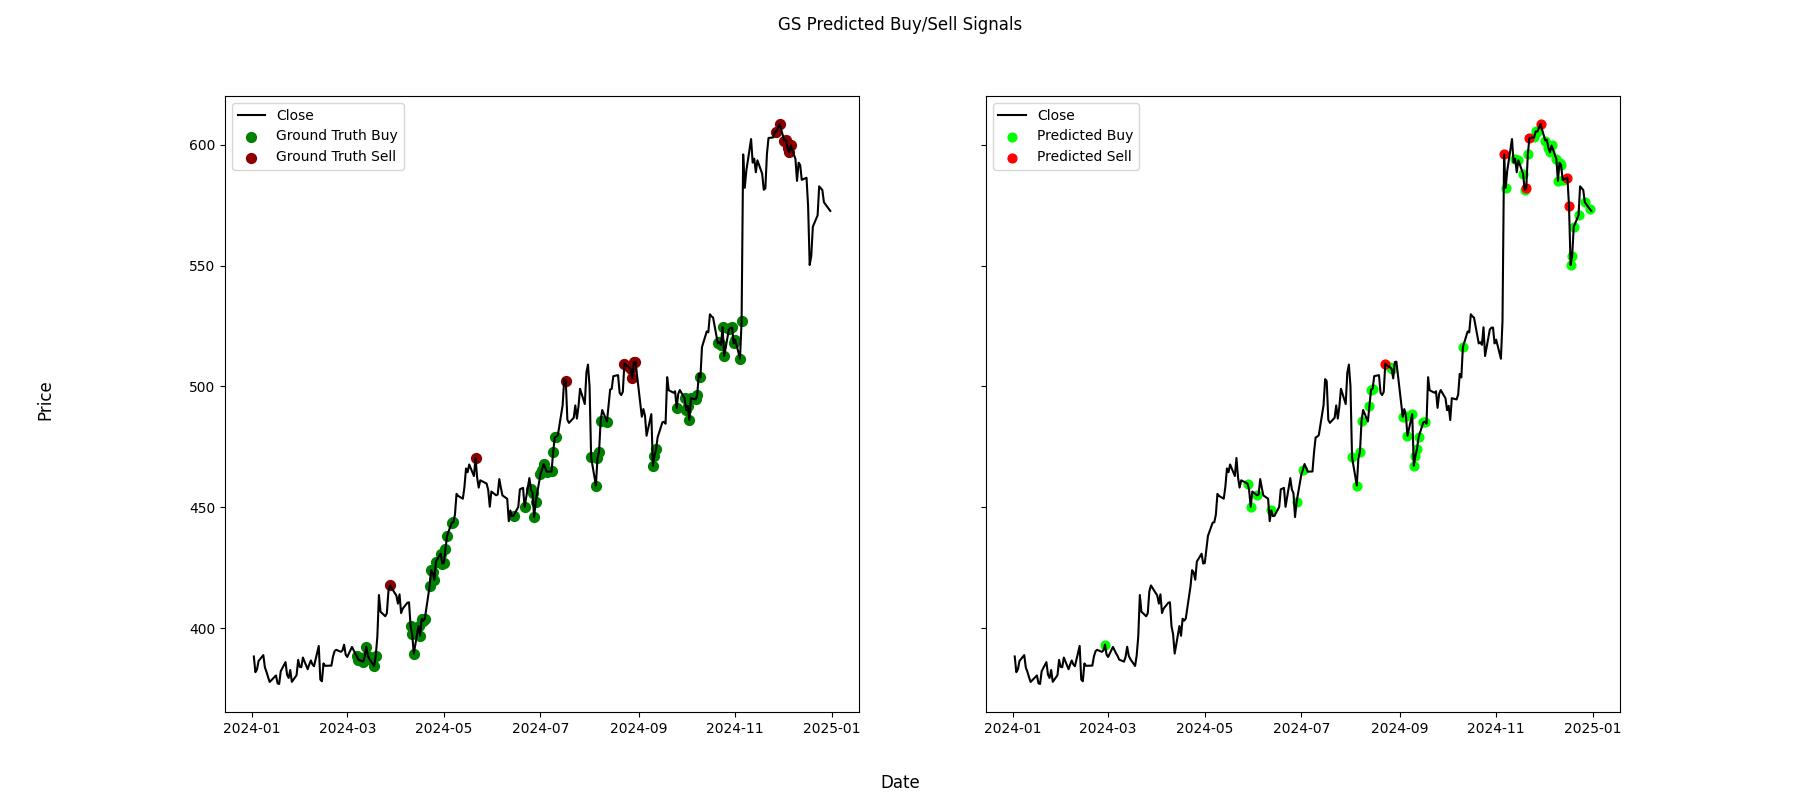 GS Predicted Buy/Sell Signals
Close
Ground Truth Buy
Ground Truth Sell
Close
Predicted Buy
Predicted Sell
600
550
500
450
400
Price
2024-01 2024-03 2024-05 2024-07 2024-09 2024-11 2025-01
2024-01 2024-03 2024-05 2024-07 2024-09 2024-11 2025-01
Date